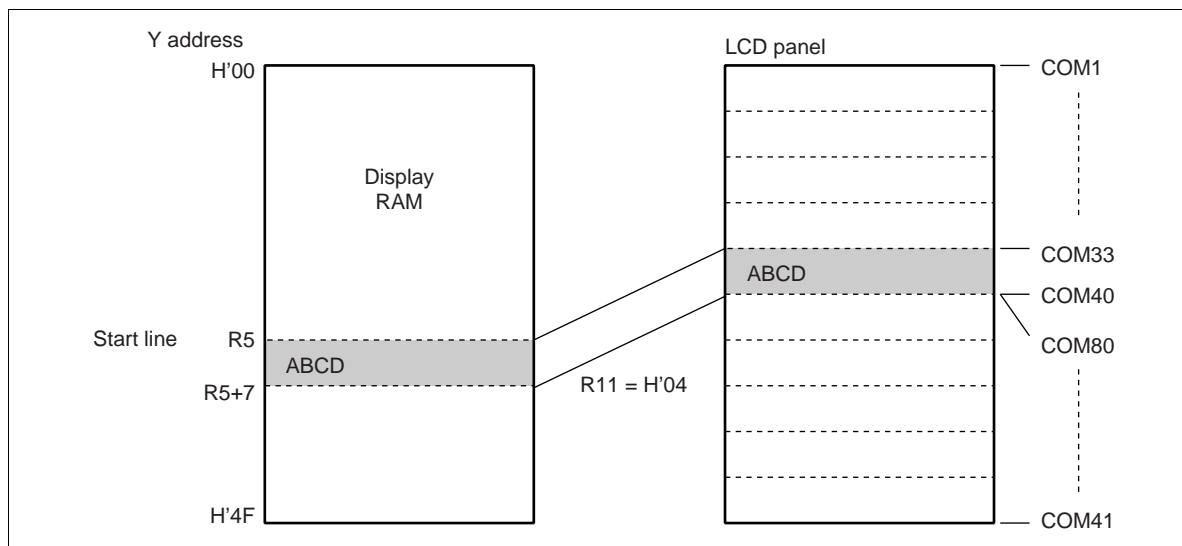 Y address
H’00
Display
RAM
Start line R5
ABCD
R5+7
H’4F
R11 = H’04
LCD panel
COM1
COM33
ABCD
COM40
COM80
COM41